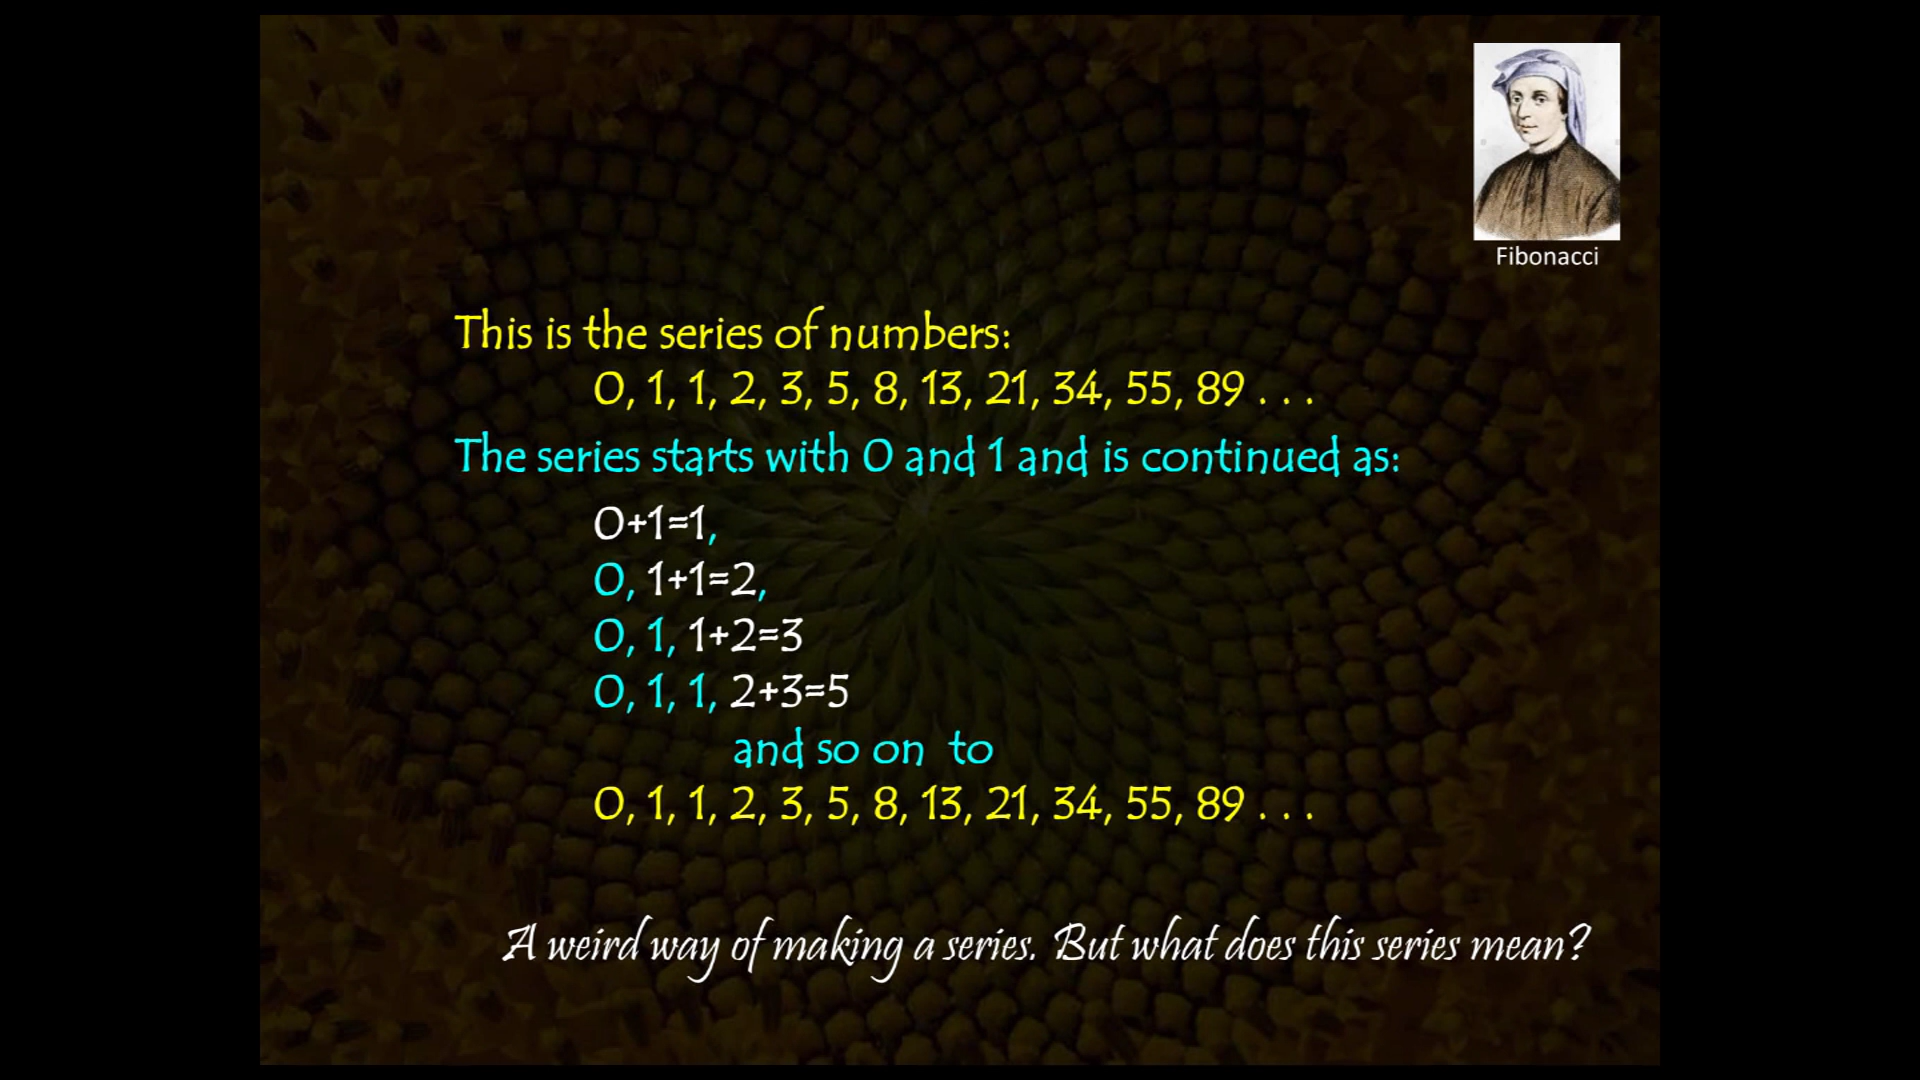 Fibonacci
This is the series of numbers:
0, 1, 1, 2, 3, 5, 8, 13, 21, 34, 55, 89 . . .
The series starts with 0 and 1 and is continued as:
0+1=1,
0, 1+1=2,
0, 1, 1+2=3
0, 1, 1, 2+3=5
and so on to
0, 1, 1, 2, 3, 5, 8, 13, 21, 34, 55, 89 . . .
A weird way of making a series. But what does this series mean?